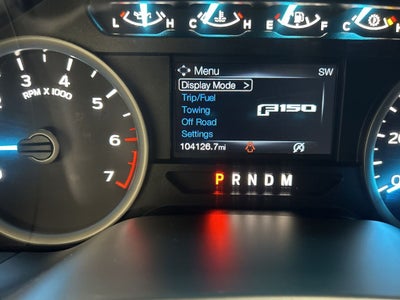 L H C H E F C H
Menu SW
Display Mode >
Trip/Fuel
Towing
Off Road
Settings
F150
104126.7mi
4
5
6
7
7
RPM X 1000
P R N D M